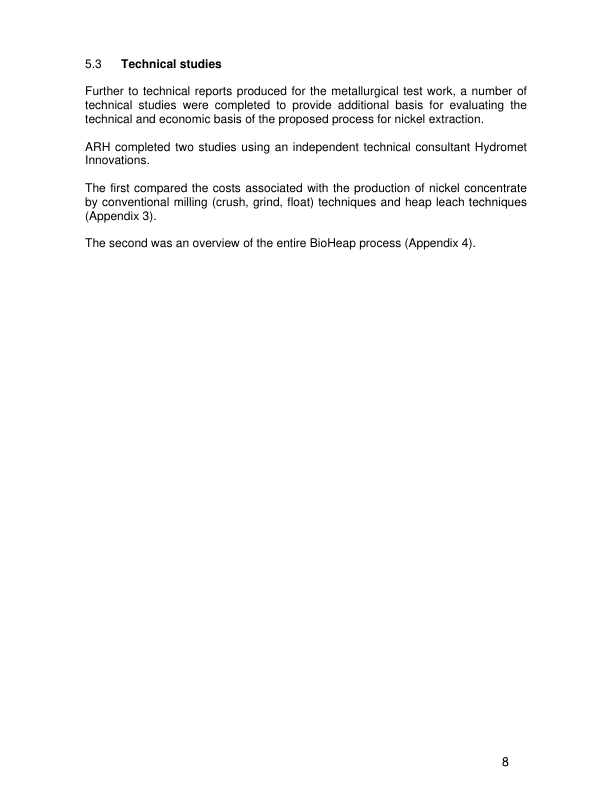 5.3 Technical studies
Further to technical reports produced for the metallurgical test work, a number of
technical studies were completed to provide additional basis for evaluating the
technical and economic basis of the proposed process for nickel extraction.
ARH completed two studies using an independent technical consultant Hydromet
Innovations.
The first compared the costs associated with the production of nickel concentrate
by conventional milling (crush, grind, float) techniques and heap leach techniques
(Appendix 3).
The second was an overview of the entire BioHeap process (Appendix 4).
8